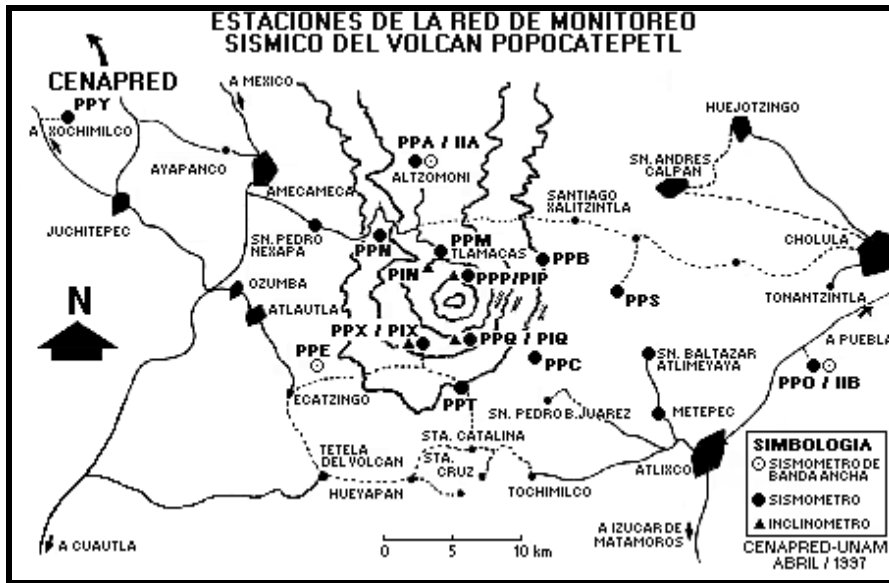 ESTACIONES DE LA RED DE MONITOREO
SISMICO DEL VOLCAN POPOCATEPETL
CENAPRED
PPY
A XOCHIMILCO
A MEXICO
AYAPANCO
AMECAMECA
JUCHITEPEC
PPA / IIA
ALTZOMONI
HUEJOTZINGO
SN. ANDRES
CALPAN
SANTIAGO
XALITZINTLA
CHOLULA
SN. PEDRO
NEXAPA
PPN
PPM
TLAMACAS
PPB
PIN
PPP/PIP
PPS
TONANTZINTLA
OZUMBA
ATLAUTLA
N
A PUEBLA
PPX / PIX
PPQ / PIQ
PPE
PPC
SN. BALTAZAR
ATLIMEYAYA
PPO / IIB
ECATZINGO
PPT
SN. PEDRO B. JUAREZ
METEPEC
STA. CATALINA
TETELA
DEL VOLCAN
STA.
CRUZ
HUEYAPAN
TOCHIMILCO
ATLIXCO
A CUAUTLA
A IZUCAR DE
MATAMOROS
0 5 10 km
SIMBOLOGIA
SISMOMETRO DE
BANDA ANCHA
SISMOMETRO
INCLINOMETRO
CENAPRED-UNAM
ABRIL / 1997